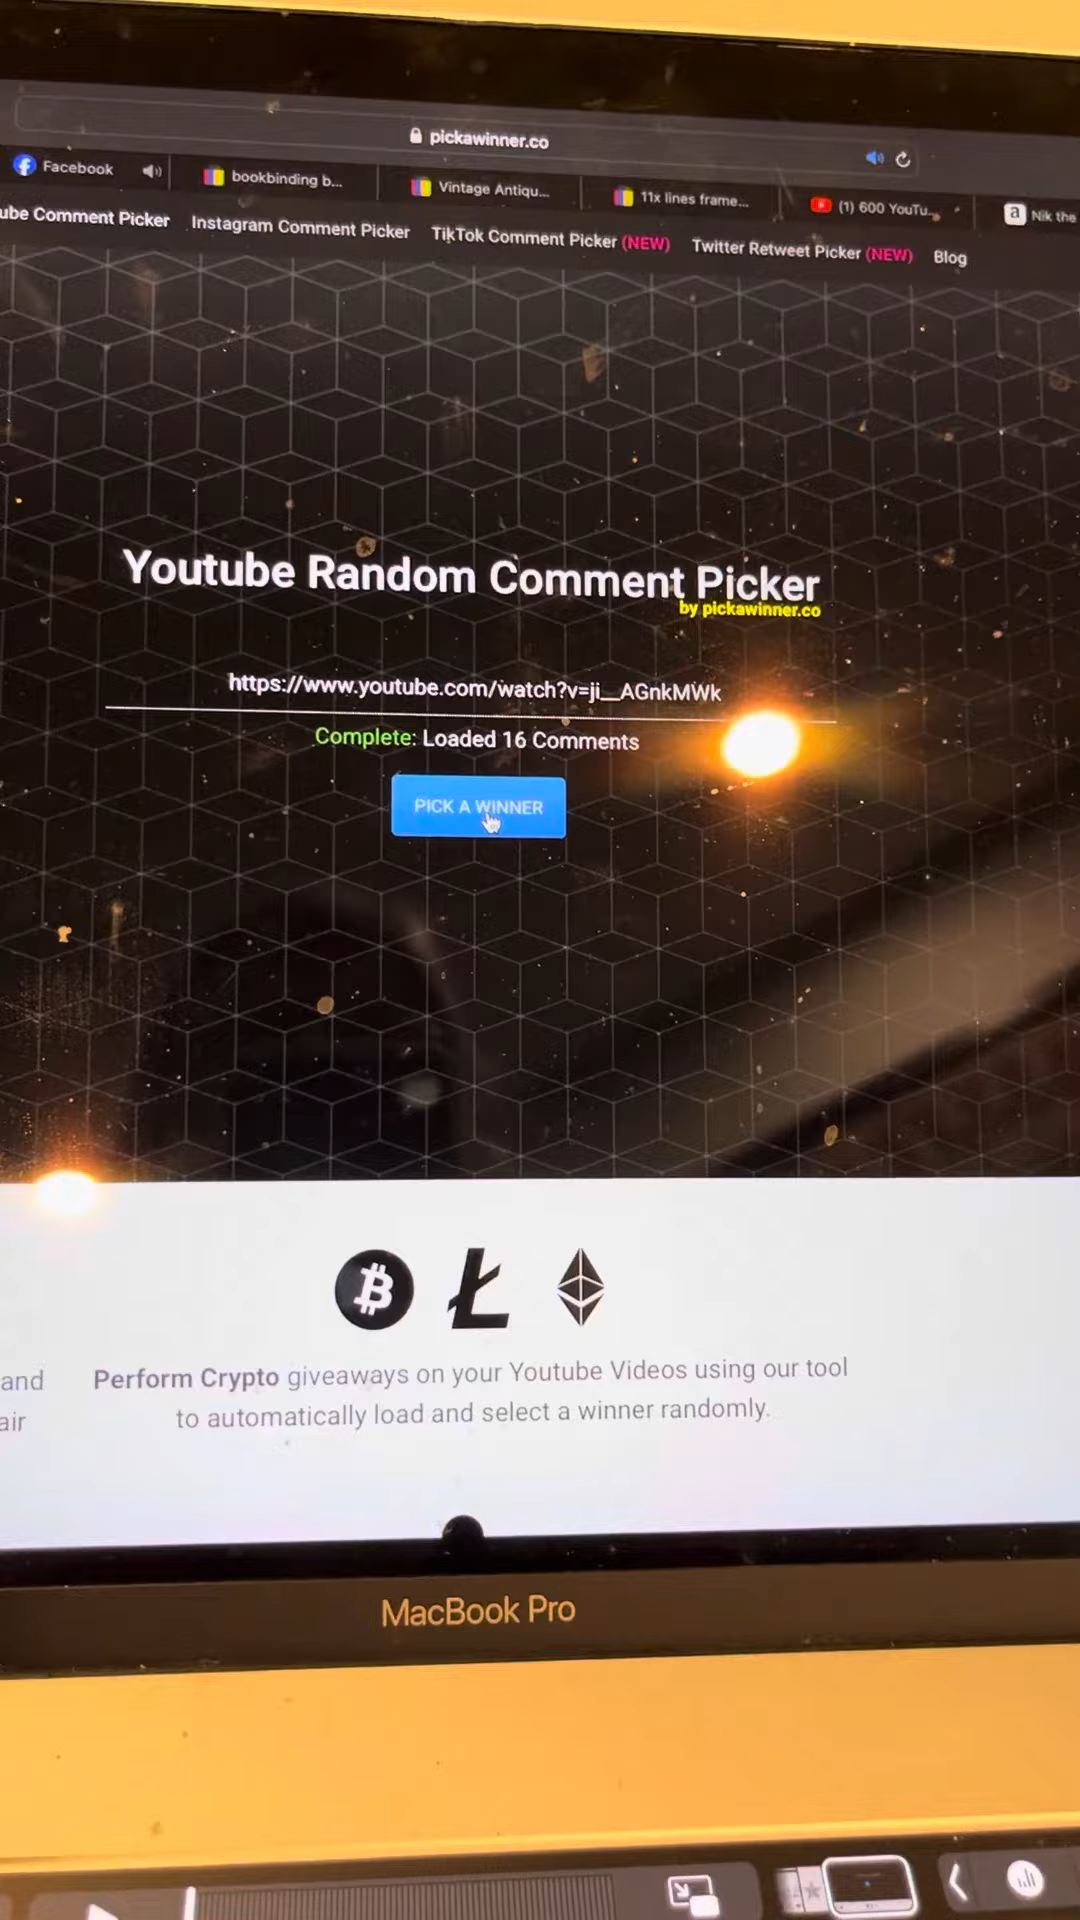 pickawinner.co
Facebook
bookbinding b...
Vintage Antiqu...
11x lines frame...
(1) 600 YouTu...
a Nik the
ube Comment Picker
Instagram Comment Picker
TikTok Comment Picker (NEW)
Twitter Retweet Picker (NEW)
Blog
Youtube Random Comment Picker
by pickawinner.co
https://www.youtube.com/watch?v=ji__AGnkMWk
Complete: Loaded 16 Comments
PICK A WINNER
and
air
Perform Crypto giveaways on your Youtube Videos using our tool
to automatically load and select a winner randomly.
MacBook Pro